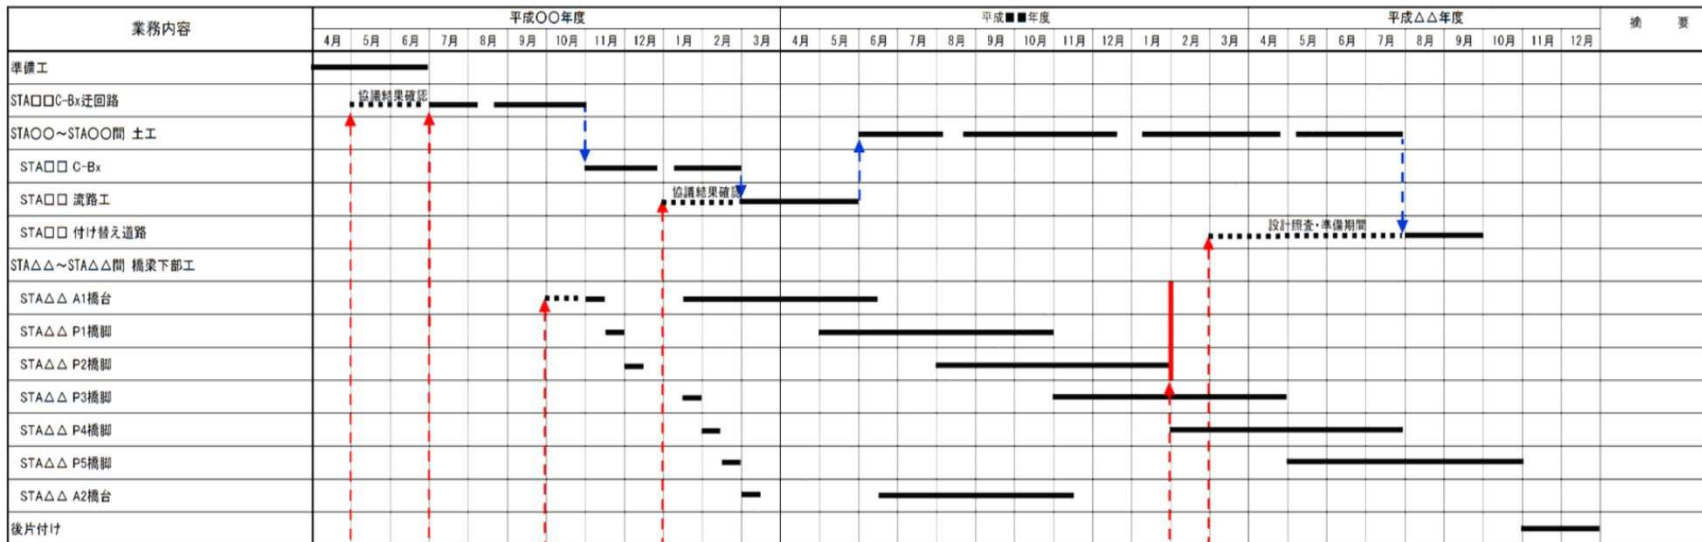 業務内容
平成〇〇年度
平成■■年度
平成△△年度
摘 要
4月 5月 6月 7月 8月 9月 10月 11月 12月 1月 2月 3月 4月 5月 6月 7月 8月 9月 10月 11月 12月 1月 2月 3月 4月 5月 6月 7月 8月 9月 10月 11月 12月
準備工
STA□□C-Bx迂回路
協議結果確認
STA〇〇～STA〇〇間 土工
STA□□ C-Bx
STA□□ 流路工
協議結果確認
STA□□ 付け替え道路
設計照査・準備期間
STA△△～STA△△間 橋梁下部工
STA△△ A1橋台
STA△△ P1橋脚
STA△△ P2橋脚
STA△△ P3橋脚
STA△△ P4橋脚
STA△△ P5橋脚
STA△△ A2橋台
後片付け